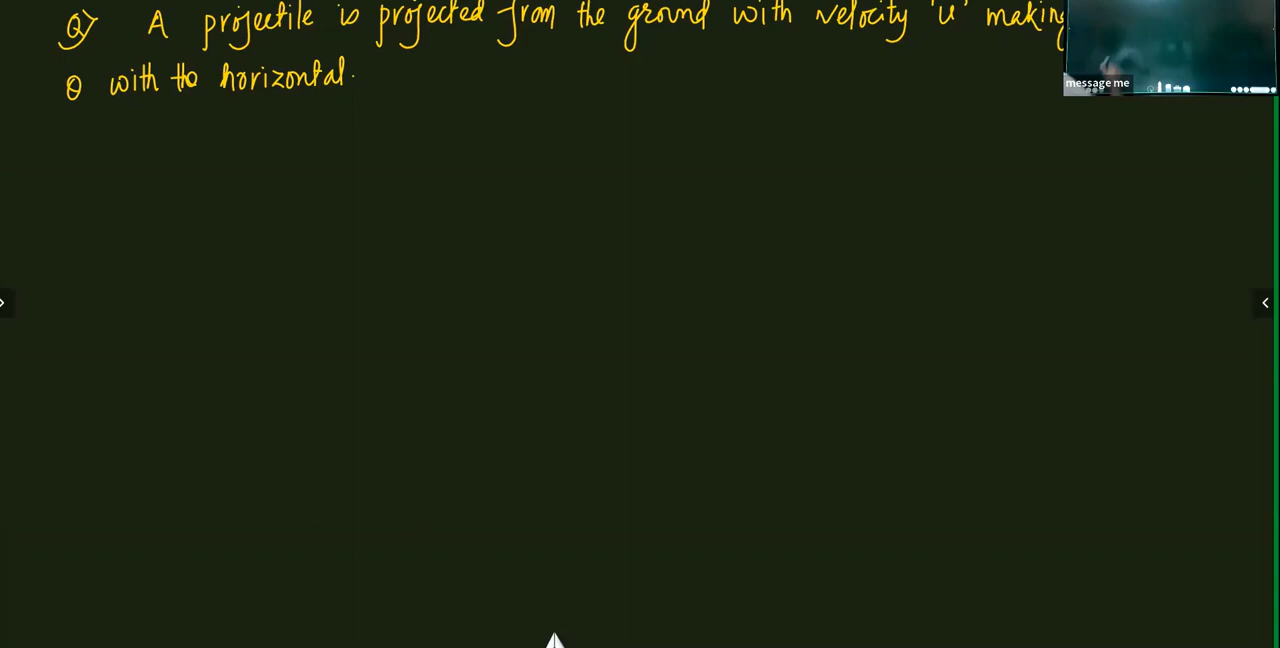 Q) A projectile is projected from the ground with velocity 'u' making
θ with the horizontal.
message me